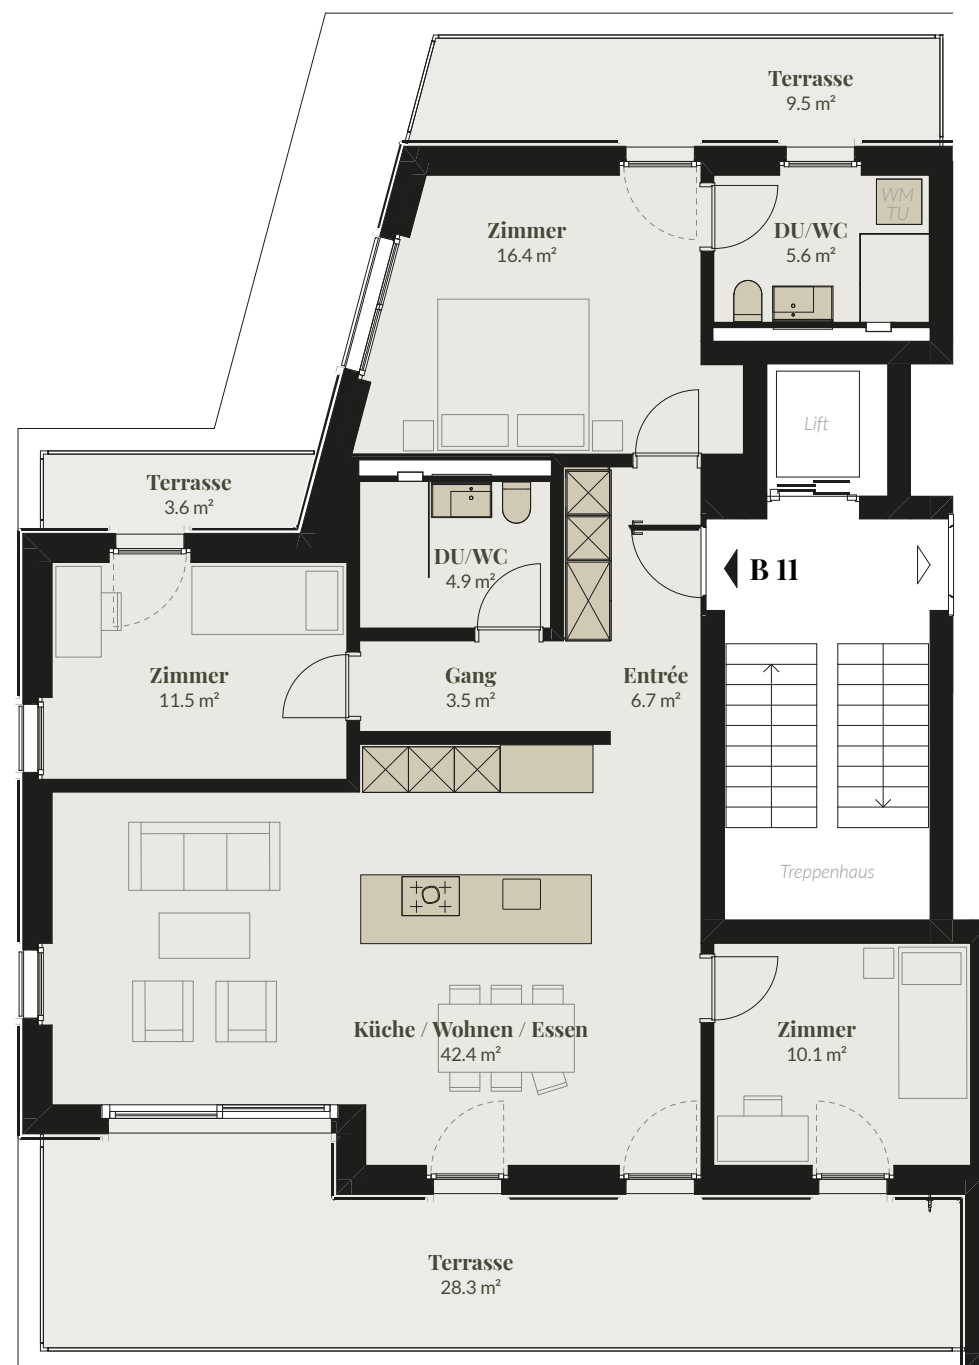 Terrasse
9.5 m²
WM
TU
Zimmer
16.4 m²
DU/WC
5.6 m²
Lift
Terrasse
3.6 m²
DU/WC
4.9 m²
B 11
Zimmer
11.5 m²
Gang
3.5 m²
Entrée
6.7 m²
Treppenhaus
Küche / Wohnen / Essen
42.4 m²
Zimmer
10.1 m²
Terrasse
28.3 m²